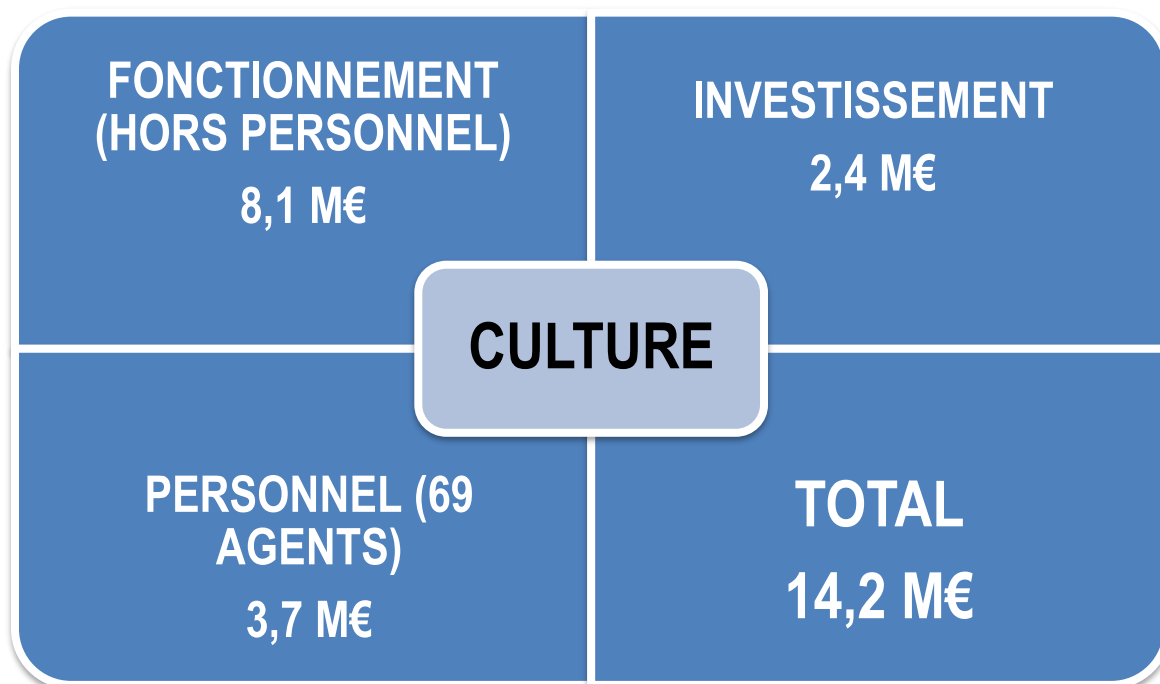 FONCTIONNEMENT
(HORS PERSONNEL)
8,1 M€
INVESTISSEMENT
2,4 M€
CULTURE
PERSONNEL (69
AGENTS)
3,7 M€
TOTAL
14,2 M€